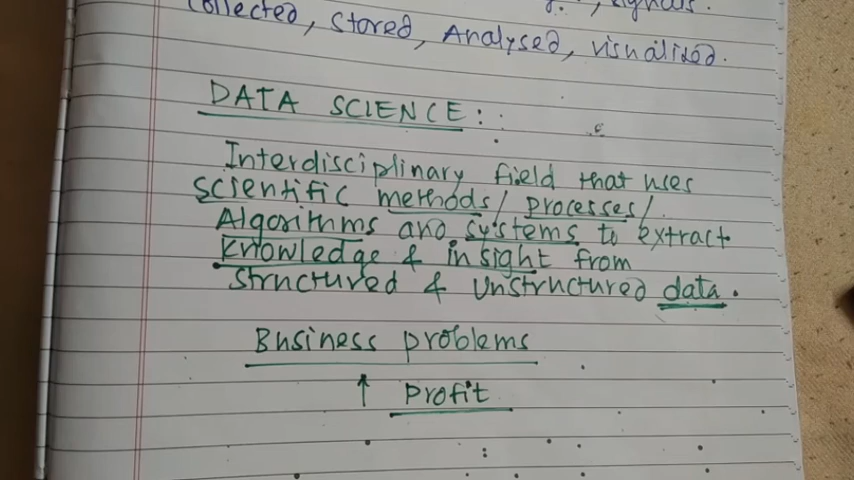 , signals.
Collected, Stored, Analysed, visualized.
DATA SCIENCE:
Interdisciplinary field that uses
scientific methods/ processes/
Algorithms and systems to extract
knowledge & insight from
structured & unstructured data.
Business problems
↑ Profit